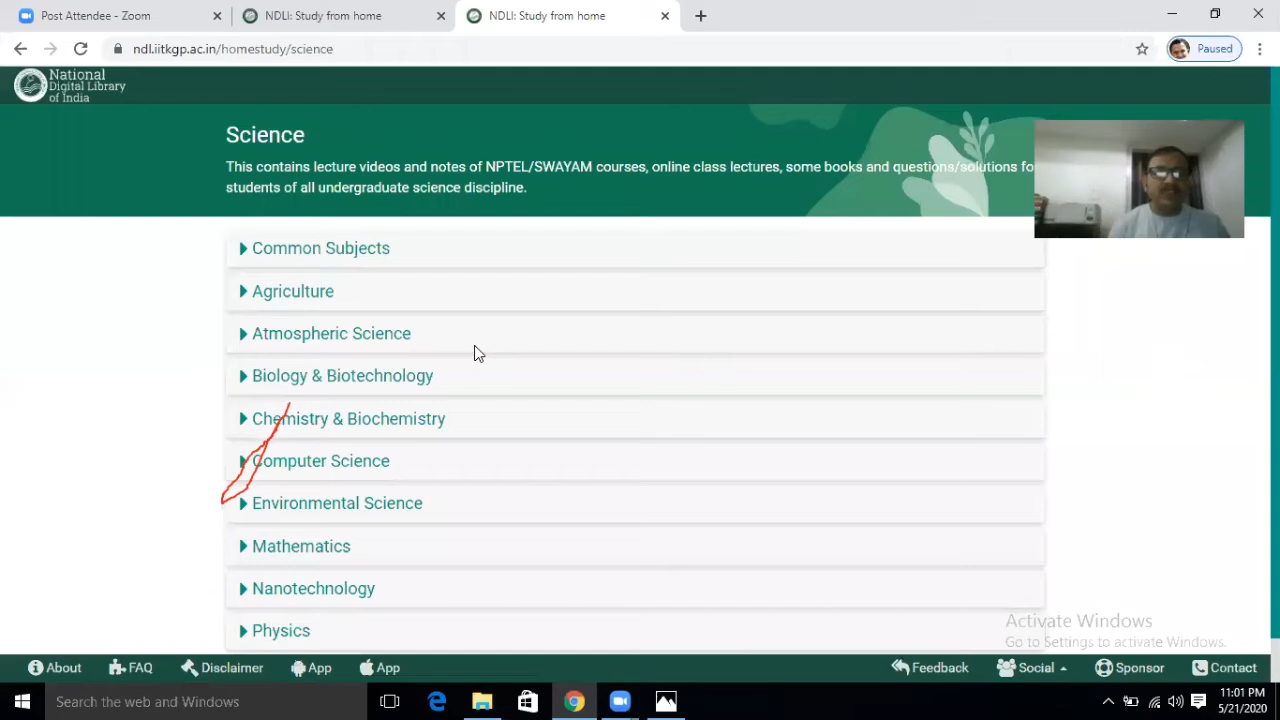 Post Attendee - Zoom
NDLI: Study from home
NDLI: Study from home
ndl.iitkgp.ac.in/homestudy/science
Paused
National
Digital Library
of India
Science
This contains lecture videos and notes of NPTEL/SWAYAM courses, online class lectures, some books and questions/solutions fo
students of all undergraduate science discipline.
Common Subjects
Agriculture
Atmospheric Science
Biology & Biotechnology
Chemistry & Biochemistry
Computer Science
Environmental Science
Mathematics
Nanotechnology
Physics
Activate Windows
Go to Settings to activate Windows.
About FAQ Disclaimer App App Feedback Social Sponsor Contact
Search the web and Windows
11:01 PM
5/21/2020